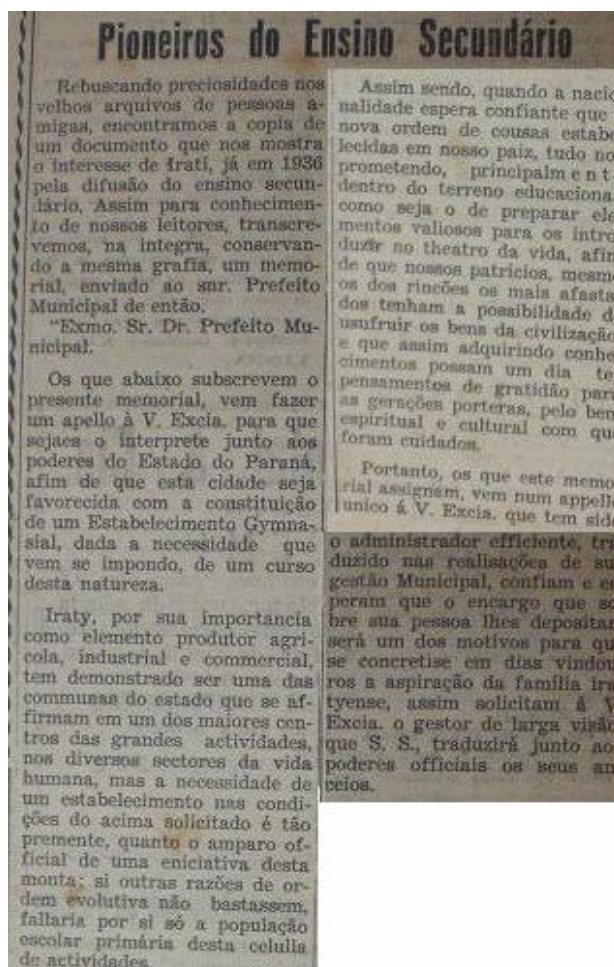 Pioneiros do Ensino Secundário
Rebuscando preciosidades nos
velhos arquivos de pessoas a-
migas, encontramos a copia de
um documento que nos mostra
o interesse de Irati, já em 1936
pela difusão do ensino secun-
dário. Assim para conhecimen-
to de nossos leitores, transcre-
vemos, na integra, conservan-
do a mesma grafia, um memo-
rial, enviado ao snr. Prefeito
Municipal de então.
"Exmo. Sr. Dr. Prefeito Mu-
nicipal.
Os que abaixo subscrevem o
presente memorial, vem fazer
um apello à V. Excia. para que
sejaes o interprete junto aos
poderes do Estado do Paraná,
afim de que esta cidade seja
favorecida com a constituição
de um Estabelecimento Gymna-
sial, dada a necessidade que
vem se impondo, de um curso
desta natureza.
Iraty, por sua importancia
como elemento produtor agri-
cola, industrial e commercial,
tem demonstrado ser uma das
communas do estado que se af-
firmam em um dos maiores cen-
tros das grandes actividades,
nos diversos sectores da vida
humana, mas a necessidade de
um estabelecimento nas condi-
ções do acima solicitado é tão
premente, quanto o amparo of-
ficial de uma eniciativa desta
monta; si outras razões de or-
dem evolutiva não bastassem,
fallaria por si só a população
escolar primária desta celulla
de actividades.
Assim sendo, quando a nacio
nalidade espera confiante que
nova ordem de cousas estabe
lecidas em nosso paiz, tudo no
prometendo, principalment
dentro do terreno educaciona
como seja o de preparar ele
mentos valiosos para os intro
duzir no theatro da vida, afim
de que nossos patricios, mesmo
os dos rincões os mais afasta
dos tenham a possibilidade d
usufruir os bens da civilização
e que assim adquirindo conhe
cimentos possam um dia te
pensamentos de gratidão para
as gerações porteras, pelo bem
espiritual e cultural com que
foram cuidados.
Portanto, os que este memo
rial assignam, vem num appello
unico á V. Excia. que tem sido
o administrador efficiente, tra
duzido nas realisações de su
gestão Municipal, confiam e es
peram que o encargo que so
bre sua pessoa lhes depositam
será um dos motivos para que
se concretise em dias vindou
ros a aspiração da família ira
tyense, assim solicitam á V
Excia. o gestor de larga visão
que S. S., traduzirá junto ao
poderes officiais os seus an
ceios.